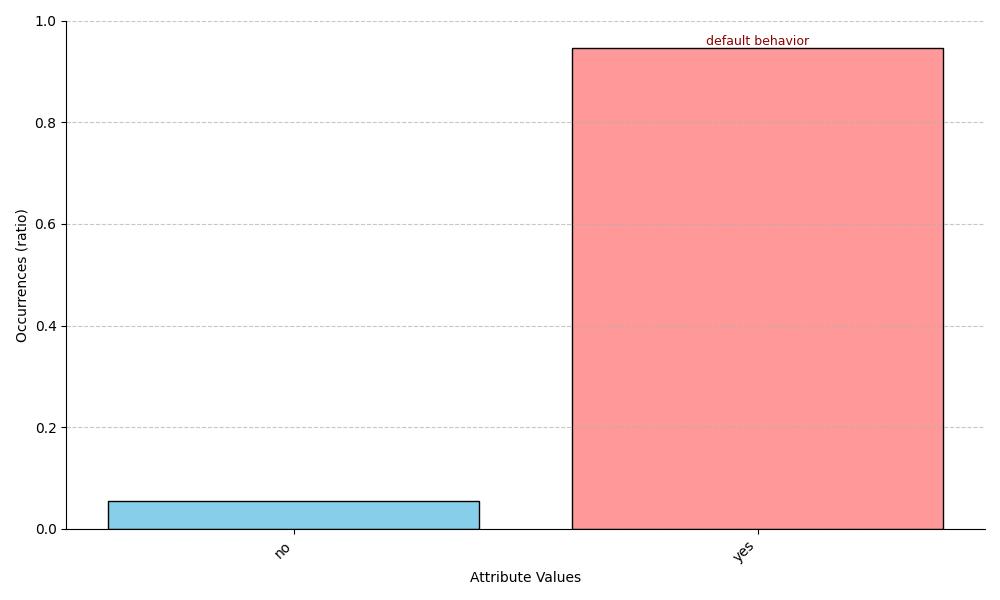 1.0
default behavior
0.8
0.6
0.4
0.2
0.0
Occurrences (ratio)
no
yes
Attribute Values